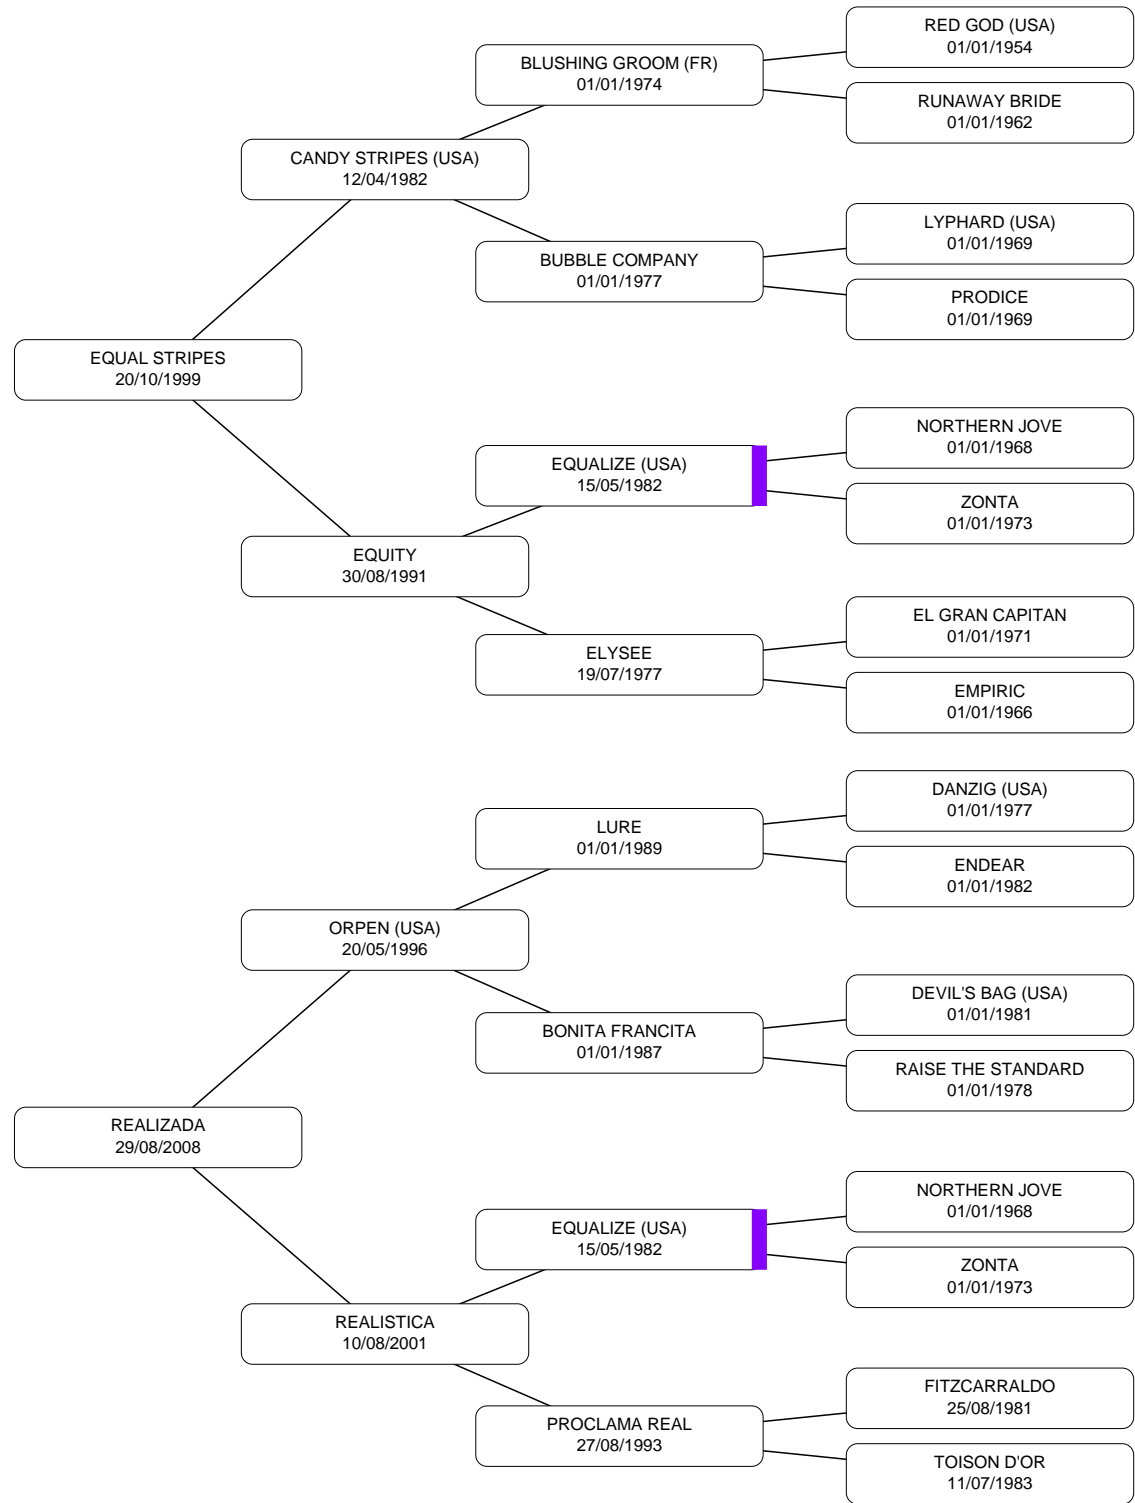 RED GOD (USA)
01/01/1954
BLUSHING GROOM (FR)
01/01/1974
RUNAWAY BRIDE
01/01/1962
CANDY STRIPES (USA)
12/04/1982
LYPHARD (USA)
01/01/1969
BUBBLE COMPANY
01/01/1977
PRODICE
01/01/1969
EQUAL STRIPES
20/10/1999
NORTHERN JOVE
01/01/1968
EQUALIZE (USA)
15/05/1982
ZONTA
01/01/1973
EQUITY
30/08/1991
EL GRAN CAPITAN
01/01/1971
ELYSEE
19/07/1977
EMPIRIC
01/01/1966
DANZIG (USA)
01/01/1977
LURE
01/01/1989
ENDEAR
01/01/1982
ORPEN (USA)
20/05/1996
DEVIL'S BAG (USA)
01/01/1981
BONITA FRANCITA
01/01/1987
RAISE THE STANDARD
01/01/1978
REALIZADA
29/08/2008
NORTHERN JOVE
01/01/1968
EQUALIZE (USA)
15/05/1982
ZONTA
01/01/1973
REALISTICA
10/08/2001
FITZCARRALDO
25/08/1981
PROCLAMA REAL
27/08/1993
TOISON D'OR
11/07/1983